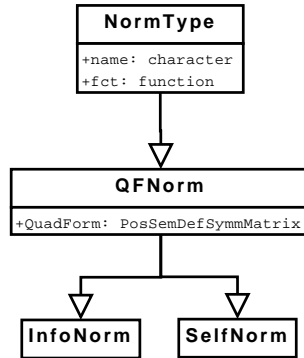 NormType
+name: character
+fct: function
QFNorm
+QuadForm: PosSemDefSymmMatrix
InfoNorm
SelfNorm